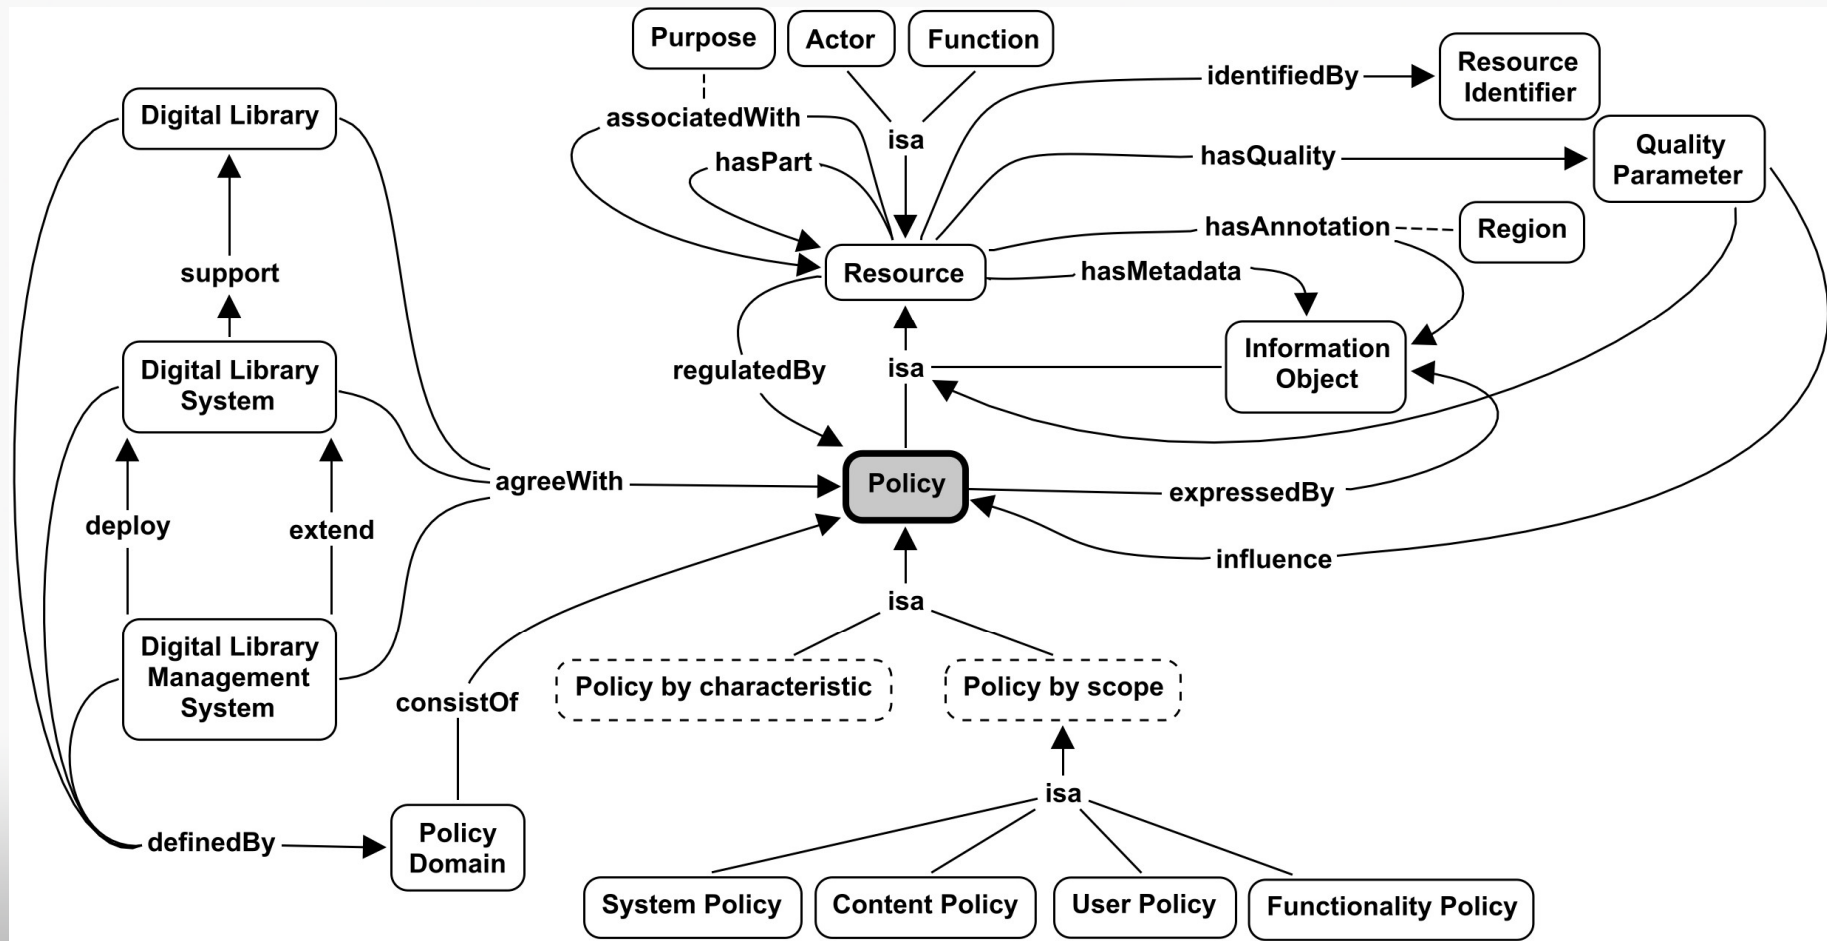 Purpose
Actor
Function
Resource
Identifier
identifiedBy
Digital Library
associatedWith
isa
hasPart
hasQuality
Quality
Parameter
hasAnnotation
Region
support
Resource
hasMetadata
Digital Library
System
regulatedBy
isa
Information
Object
agreeWith
Policy
expressedBy
deploy
extend
influence
isa
Digital Library
Management
System
consistOf
Policy by characteristic
Policy by scope
isa
definedBy
Policy
Domain
System Policy
Content Policy
User Policy
Functionality Policy